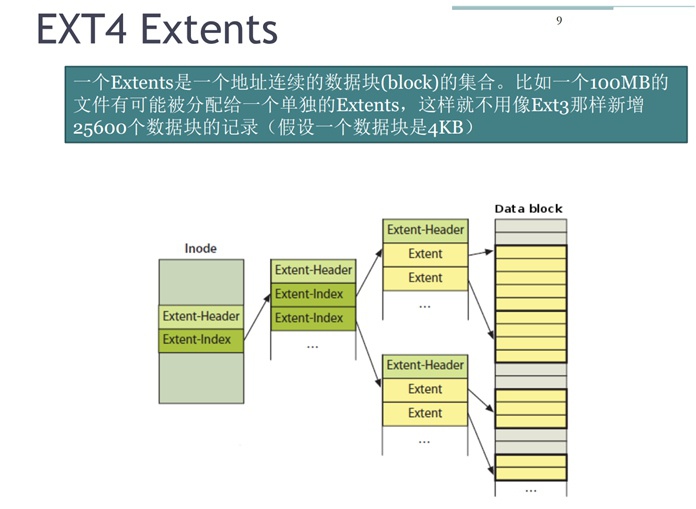 9
EXT4 Extents
一个Extents是一个地址连续的数据块(block)的集合。比如一个100MB的
文件有可能被分配给一个单独的Extents，这样就不用像Ext3那样新增
25600个数据块的记录（假设一个数据块是4KB）
Inode
Extent-Header
Extent-Index
Extent-Header
Extent-Index
Extent-Index
...
Extent-Header
Extent
Extent
...
Extent-Header
Extent
Extent
...
Data block
...